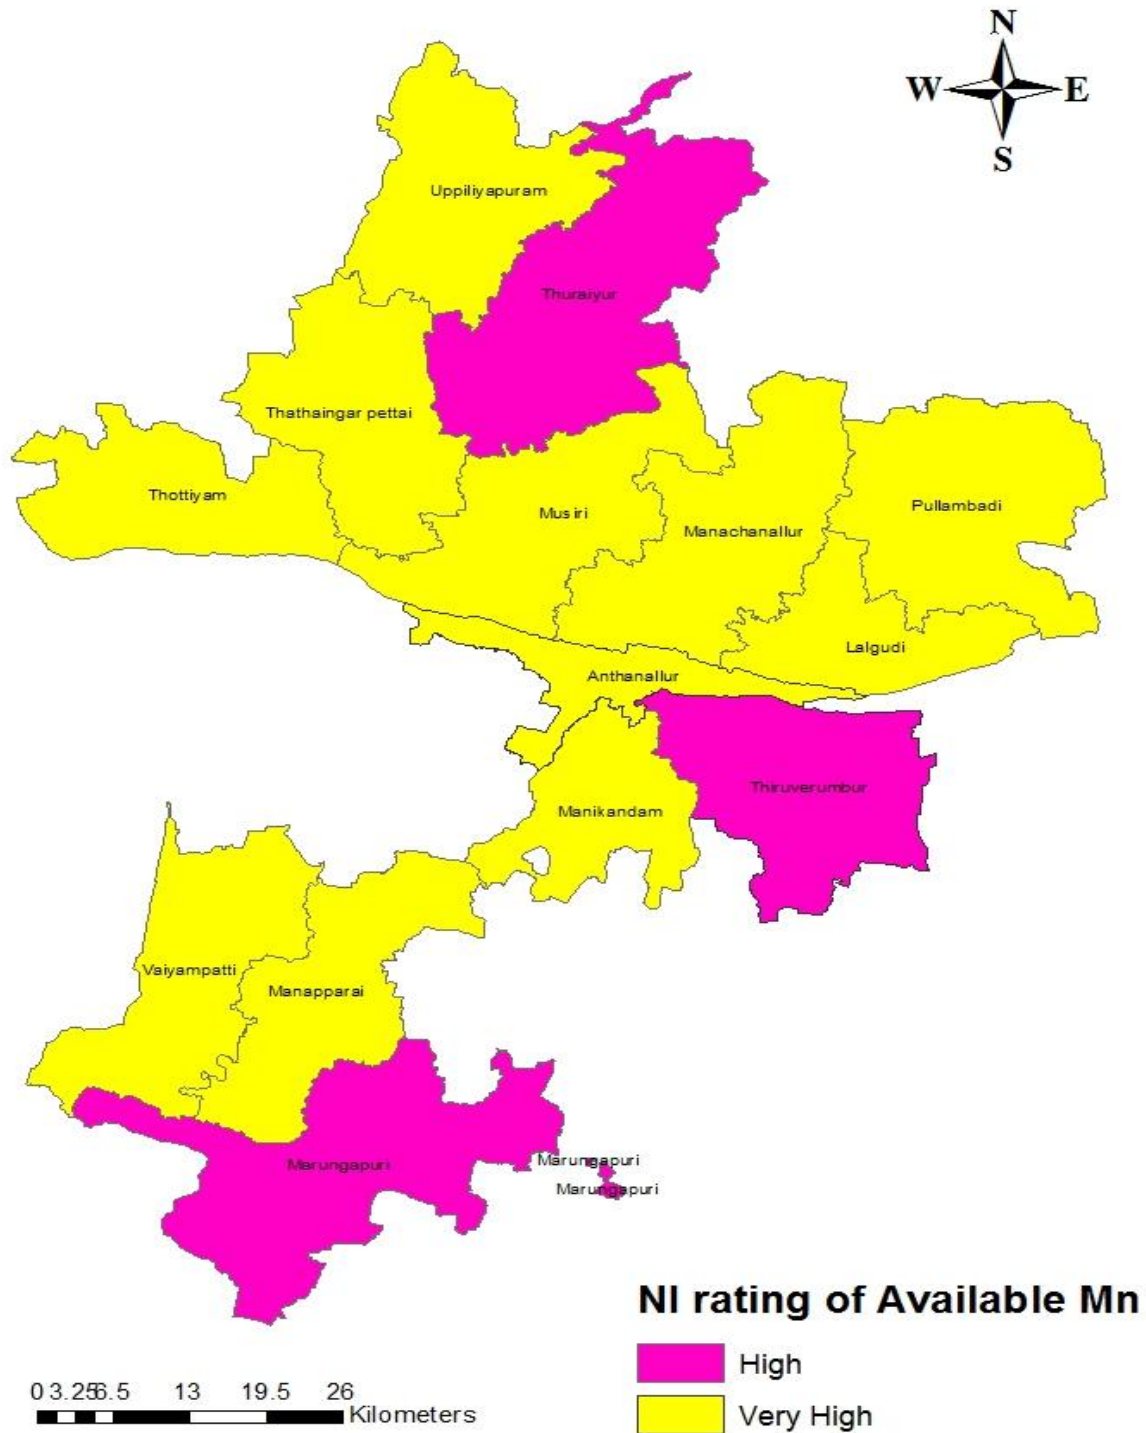 N
W E
S
Uppiliyapuram
Thuraiyur
Thathaingar pettai
Thottiyam
Musiri
Manachanallur
Pullambadi
Lalgudi
Anthanallur
Thiruverumbur
Manikandam
Vaiyampatti
Manapparai
Marungapuri
Marungapuri
Marungapuri
NI rating of Available Mn
High
Very High
0 3.25 6.5 13 19.5 26
Kilometers